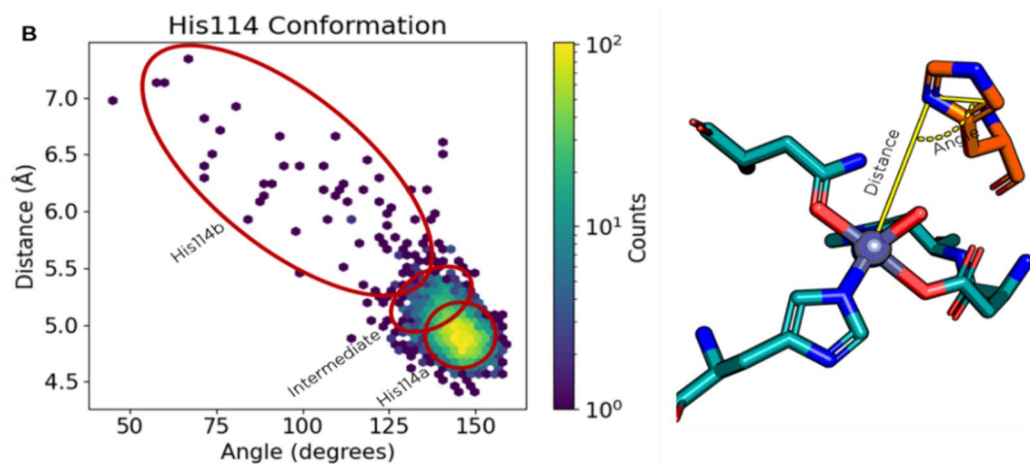 B
His114 Conformation
Distance (Å)
7.0
6.5
6.0
5.5
5.0
4.5
50
75
100
125
150
Angle (degrees)
His114b
Intermediate
His114a
10²
10¹
10⁰
Counts
Distance
Angle